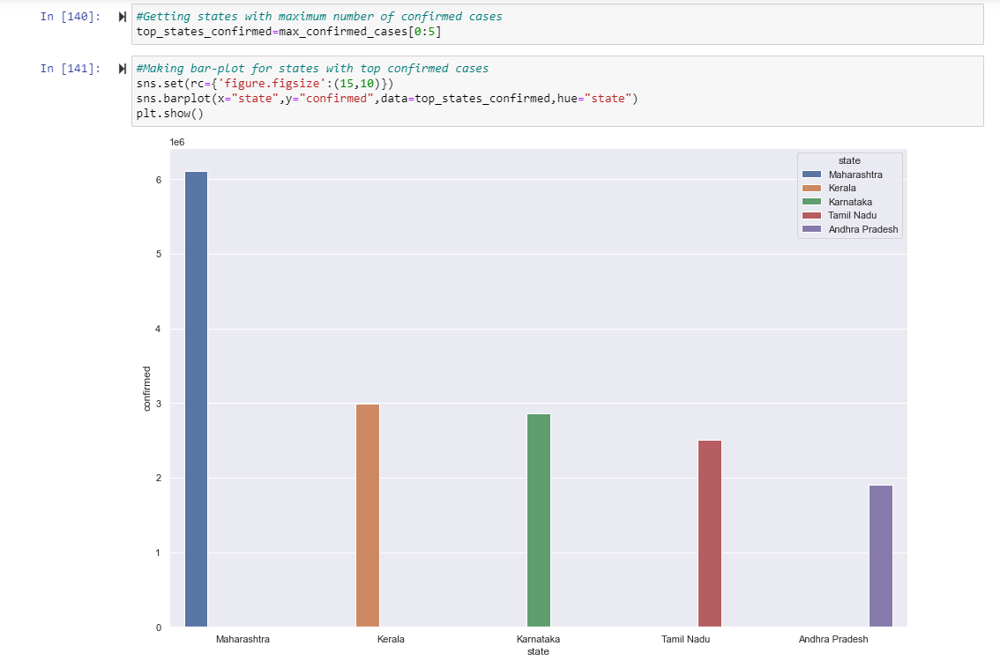 In [140]:
#Getting states with maximum number of confirmed cases
top_states_confirmed=max_confirmed_cases[0:5]
In [141]:
#Making bar-plot for states with top confirmed cases
sns.set(rc={'figure.figsize':(15,10)})
sns.barplot(x="state",y="confirmed",data=top_states_confirmed,hue="state")
plt.show()
1e6
state
Maharashtra
Kerala
Karnataka
Tamil Nadu
Andhra Pradesh
6
5
4
3
2
1
0
confirmed
Maharashtra Kerala Karnataka Tamil Nadu Andhra Pradesh
state